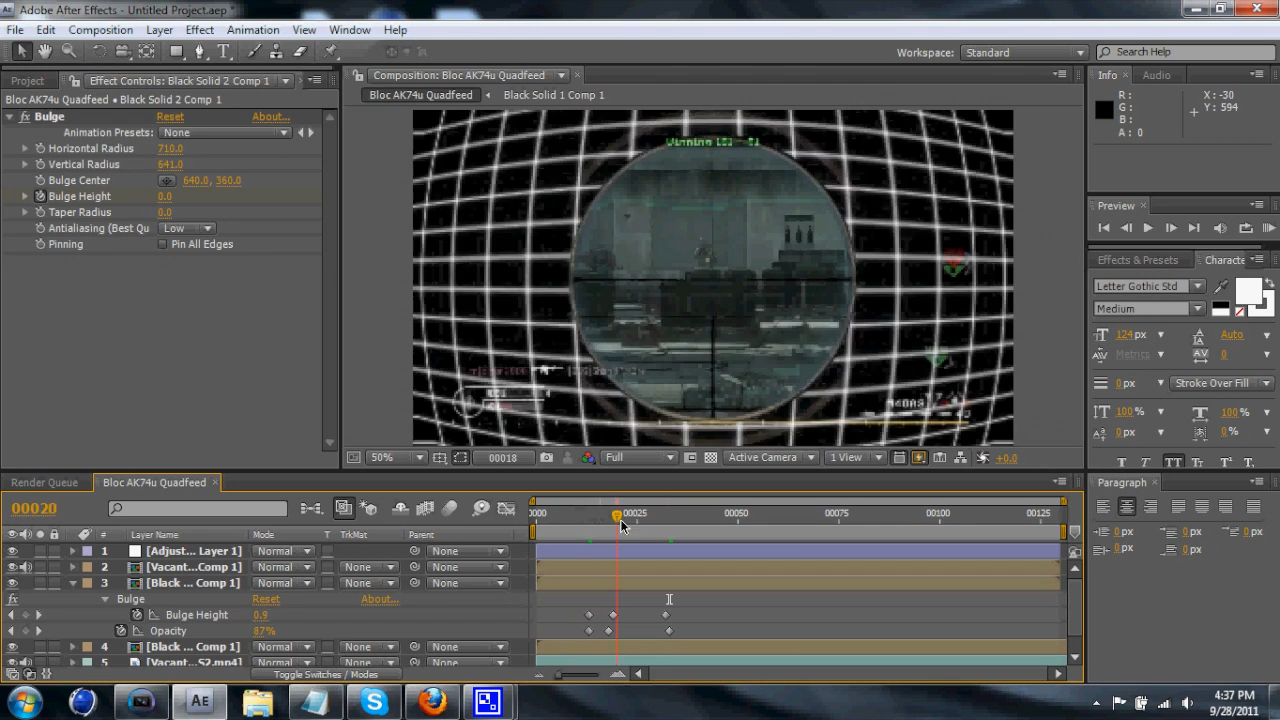 Adobe After Effects - Untitled Project.aep *
File Edit Composition Layer Effect Animation View Window Help
Workspace: Standard Search Help
Project Effect Controls: Black Solid 2 Comp 1
Bloc AK74u Quadfeed • Black Solid 2 Comp 1
fx Bulge Reset About...
Animation Presets: None
Horizontal Radius 710.0
Vertical Radius 641.0
Bulge Center 640.0, 360.0
Bulge Height 0.0
Taper Radius 0.0
Antialiasing (Best Qu Low
Pinning Pin All Edges
Composition: Bloc AK74u Quadfeed
Bloc AK74u Quadfeed Black Solid 1 Comp 1
50% 00018 Full Active Camera 1 View +0.0
Info Audio
R: X: -30
G: Y: 594
B:
A: 0
Preview
Effects & Presets Characte
Letter Gothic Std
Medium
124 px Auto
Metrics 0
0 px Stroke Over Fill
100 % 100 %
0 px 0 %
T T TT Tr T' T,
Paragraph
0 px 0 px 0 px
0 px 0 px
Render Queue Bloc AK74u Quadfeed
00020
0000 00025 00050 00075 00100 00125
# Layer Name Mode T TrkMat Parent
1 [Adjust... Layer 1] Normal None
2 [Vacant...Comp 1] Normal None None
3 [Black ... Comp 1] Normal None None
fx Bulge Reset About...
Bulge Height 0.9
Opacity 87%
4 [Black ... Comp 1] Normal None None
5 [Vacant...S2.mp4] Normal None None
Toggle Switches / Modes
Ae
4:37 PM
9/28/2011